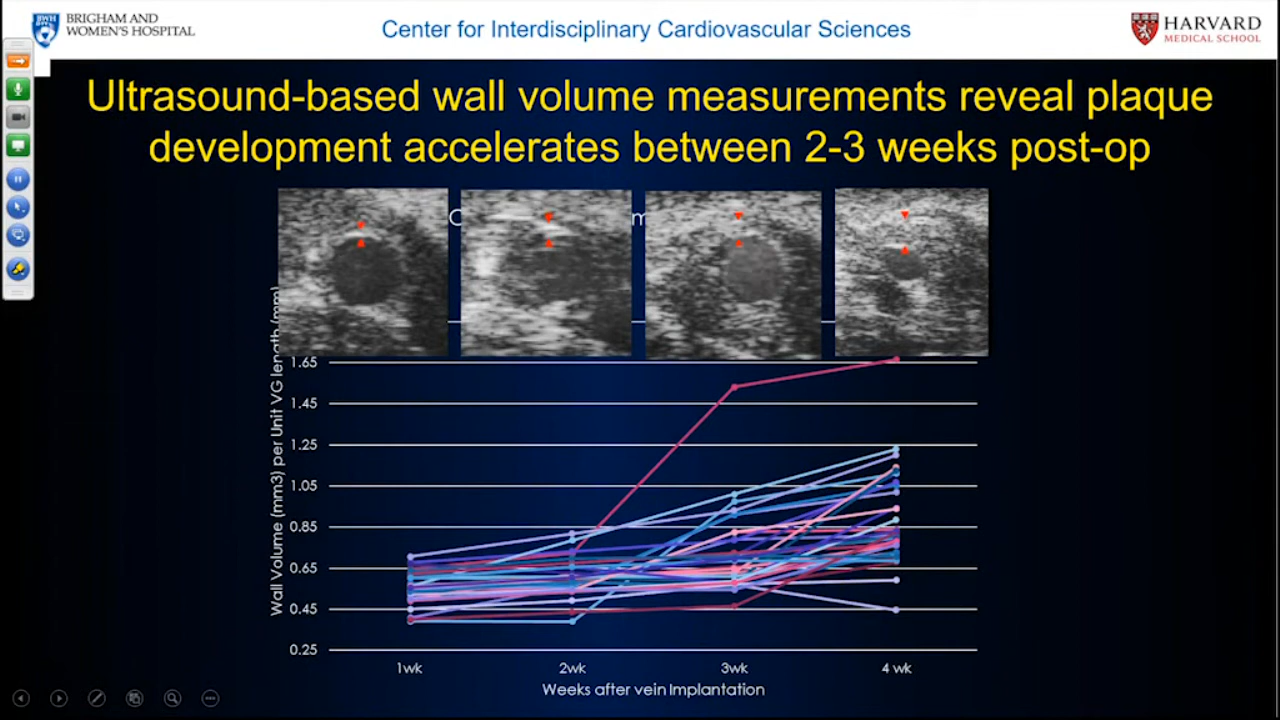 BRIGHAM AND
WOMEN'S HOSPITAL
Center for Interdisciplinary Cardiovascular Sciences
HARVARD
MEDICAL SCHOOL
BWH
Ultrasound-based wall volume measurements reveal plaque
development accelerates between 2-3 weeks post-op
Wall Volume (mm3) per Unit VG length (mm)
1.65
1.45
1.25
1.05
0.85
0.65
0.45
0.25
1wk
2wk
3wk
4 wk
Weeks after vein Implantation